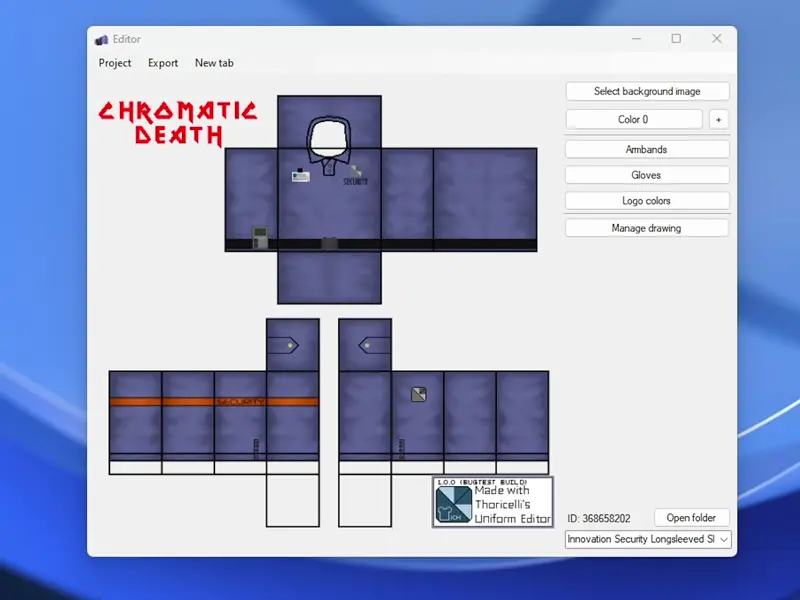 Editor
Project Export New tab
CHROMATIC
DEATH
SECURITY
SECURITY
1.0.0 (BUGTEST BUILD)
Made with
Thoricelli's
Uniform Editor
Select background image
Color 0 +
Armbands
Gloves
Logo colors
Manage drawing
ID: 368658202
Open folder
Innovation Security Longsleeved Sl